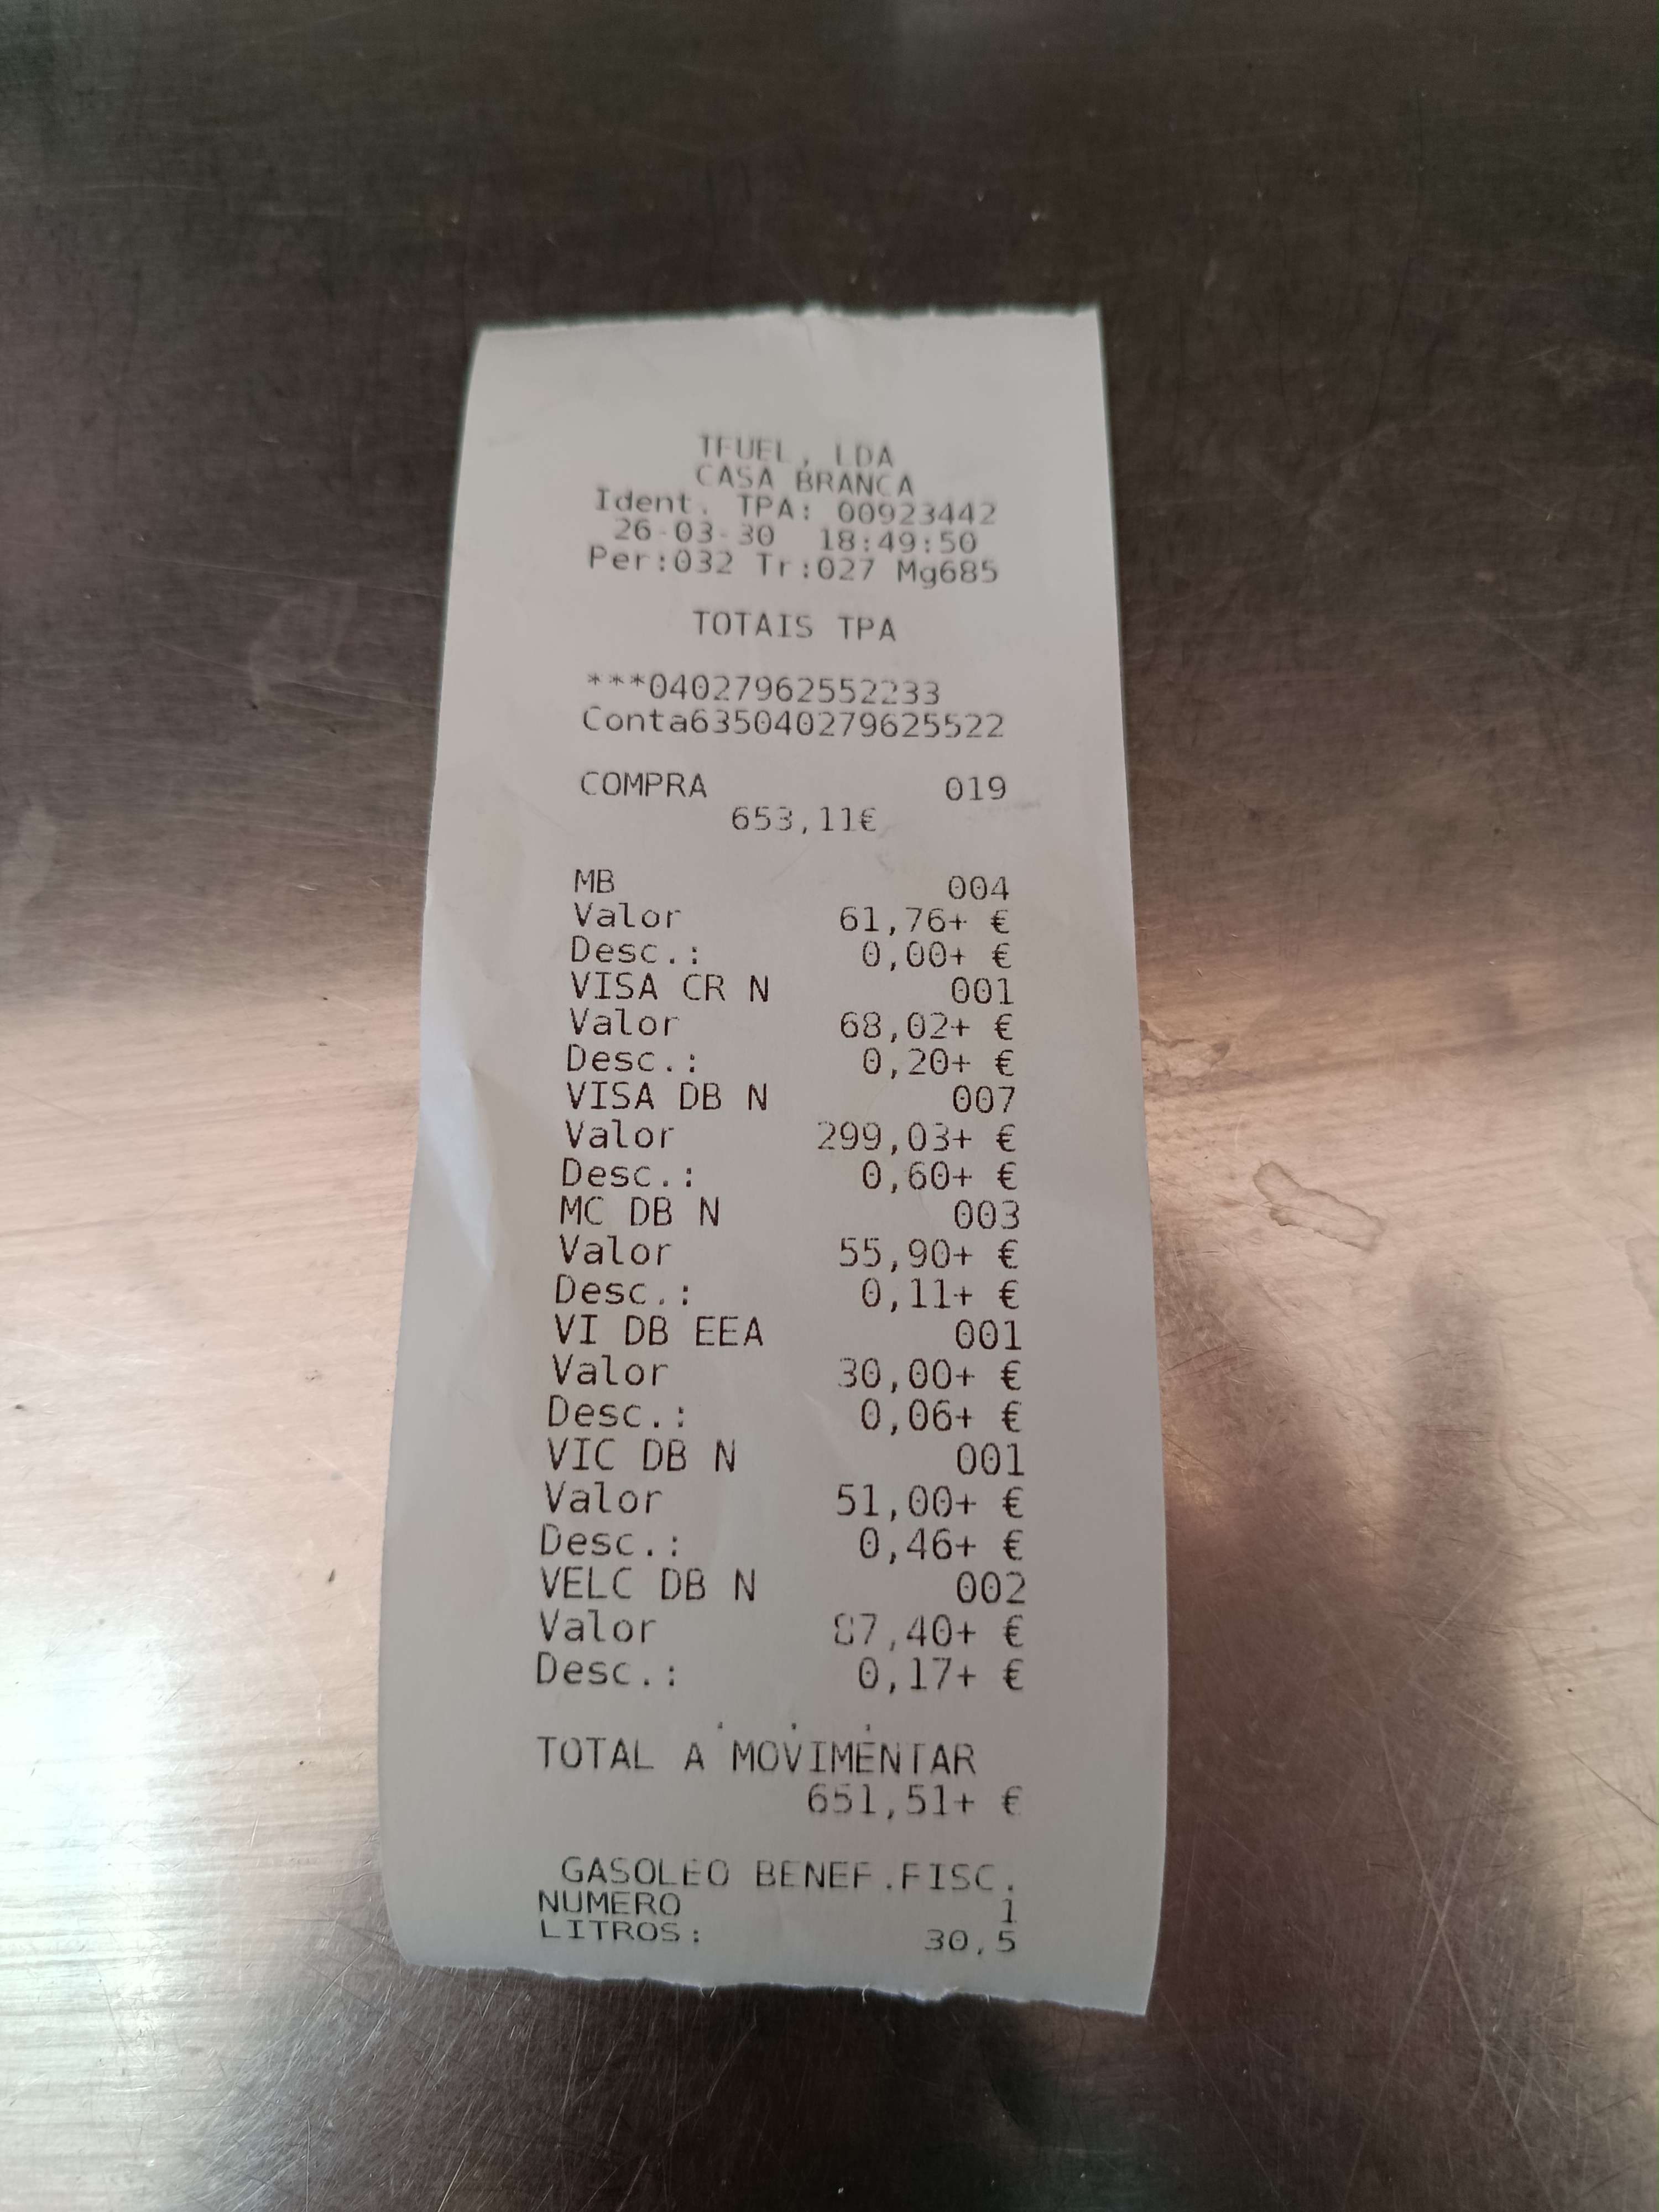 TFUEL, LDA
CASA BRANCA
Ident. TPA: 00923442
26-03-30 18:49:50
Per:032 Tr:027 Mg685
TOTAIS TPA
***04027962552233
Conta635040279625522
COMPRA 019
653,11€
MB 004
Valor 61,76+ €
Desc.: 0,00+ €
VISA CR N 001
Valor 68,02+ €
Desc.: 0,20+ €
VISA DB N 007
Valor 299,03+ €
Desc.: 0,60+ €
MC DB N 003
Valor 55,90+ €
Desc.: 0,11+ €
VI DB EEA 001
Valor 30,00+ €
Desc.: 0,06+ €
VIC DB N 001
Valor 51,00+ €
Desc.: 0,46+ €
VELC DB N 002
Valor 87,40+ €
Desc.: 0,17+ €
TOTAL A MOVIMENTAR
651,51+ €
GASOLEO BENEF.FISC.
NUMERO 1
LITROS: 30,5